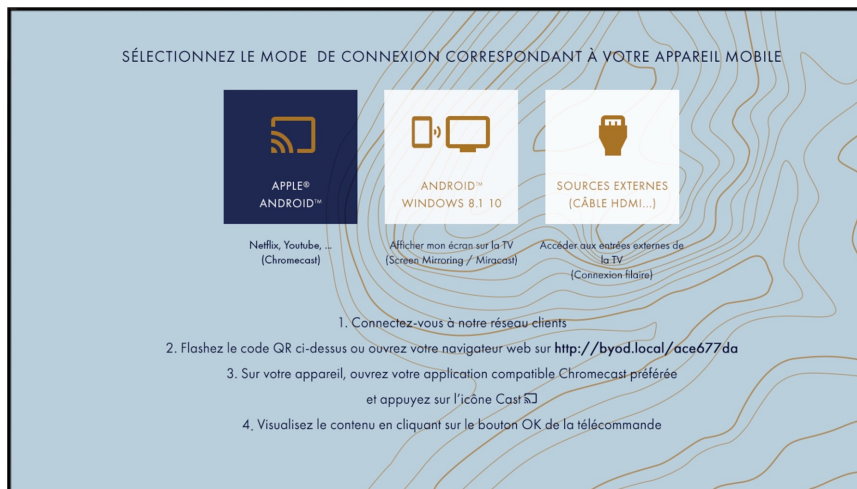 SÉLECTIONNEZ LE MODE DE CONNEXION CORRESPONDANT À VOTRE APPAREIL MOBILE
APPLE®
ANDROID™
Netflix, Youtube, ...
(Chromecast)
ANDROID™
WINDOWS 8.1 10
Afficher mon écran sur la TV
(Screen Mirroring / Miracast)
SOURCES EXTERNES
(CÂBLE HDMI...)
Accéder aux entrées externes de
la TV
(Connexion filaire)
1. Connectez-vous à notre réseau clients
2. Flashez le code QR ci-dessus ou ouvrez votre navigateur web sur http://byod.local/ace677da
3. Sur votre appareil, ouvrez votre application compatible Chromecast préférée
et appuyez sur l'icône Cast
4. Visualisez le contenu en cliquant sur le bouton OK de la télécommande